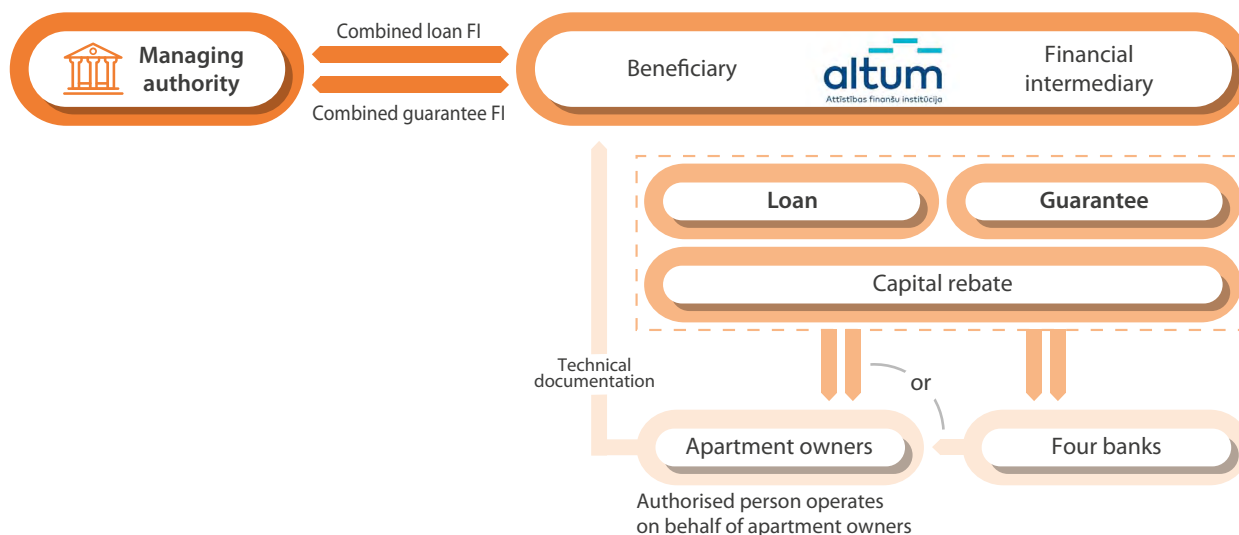 Managing
authority
Combined loan FI
Combined guarantee FI
Beneficiary
altum
Attīstības finanšu institūcija
Financial
intermediary
Loan
Guarantee
Capital rebate
Technical
documentation
or
Apartment owners
Four banks
Authorised person operates
on behalf of apartment owners